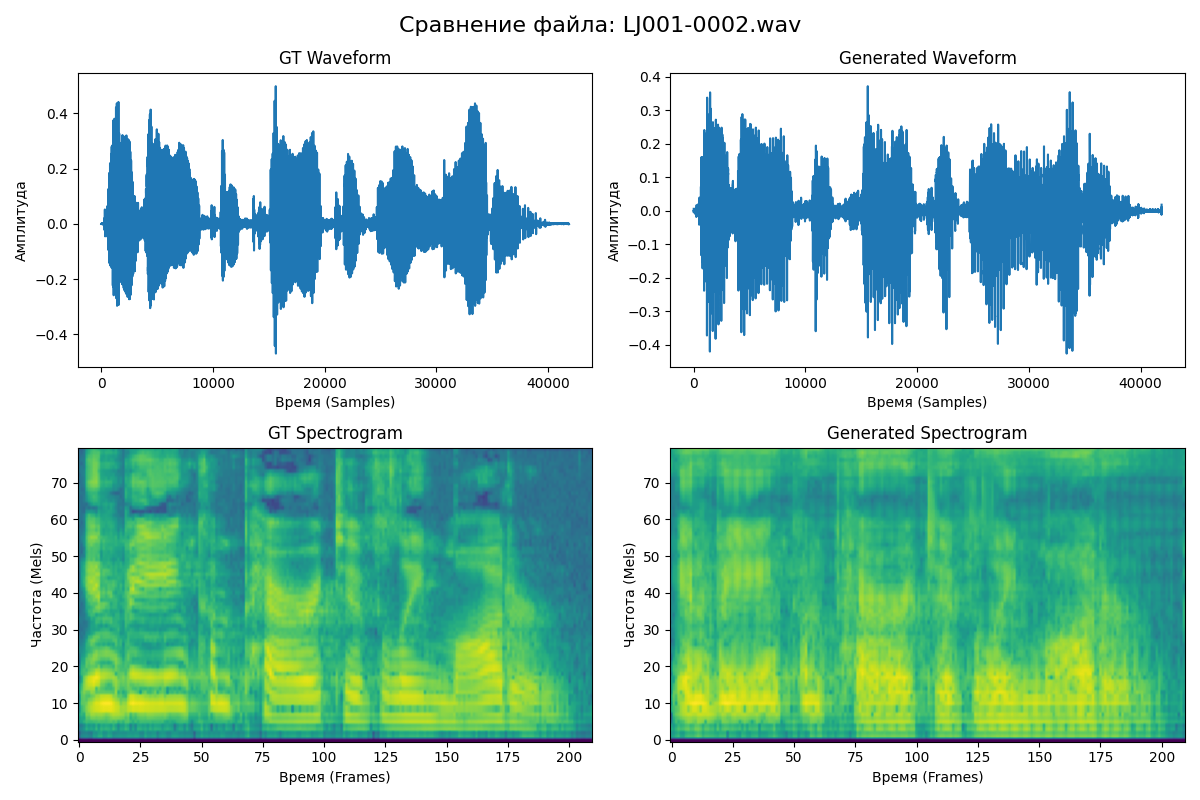 Сравнение файла: LJ001-0002.wav
GT Waveform
Амплитуда
0.4
0.2
0.0
−0.2
−0.4
0 10000 20000 30000 40000
Время (Samples)
Generated Waveform
Амплитуда
0.4
0.3
0.2
0.1
0.0
−0.1
−0.2
−0.3
−0.4
0 10000 20000 30000 40000
Время (Samples)
GT Spectrogram
Частота (Mels)
70
60
50
40
30
20
10
0
0 25 50 75 100 125 150 175 200
Время (Frames)
Generated Spectrogram
Частота (Mels)
70
60
50
40
30
20
10
0
0 25 50 75 100 125 150 175 200
Время (Frames)